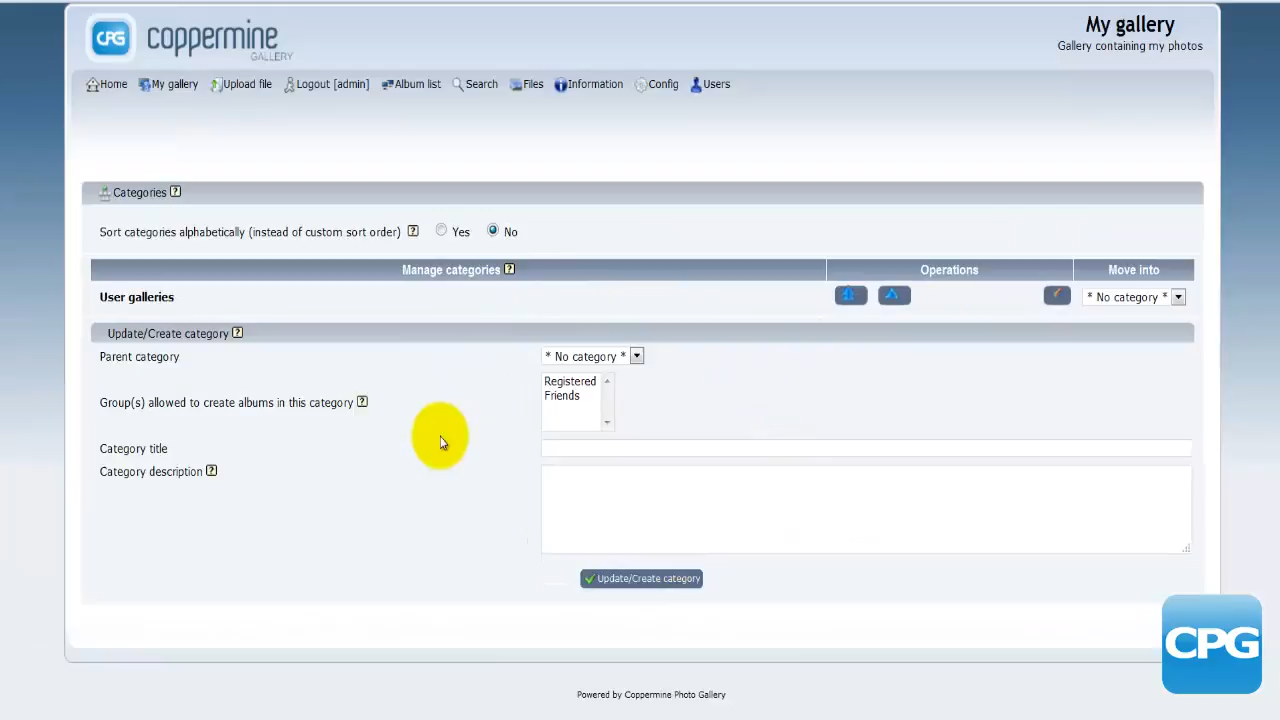 CPG coppermine GALLERY
My gallery
Gallery containing my photos
Home My gallery Upload file Logout [admin] Album list Search Files Information Config Users
Categories ?
Sort categories alphabetically (instead of custom sort order) ? Yes No
Manage categories ? Operations Move into
User galleries * No category *
Update/Create category ?
Parent category * No category *
Registered
Friends
Group(s) allowed to create albums in this category ?
Category title
Category description ?
Update/Create category
CPG
Powered by Coppermine Photo Gallery